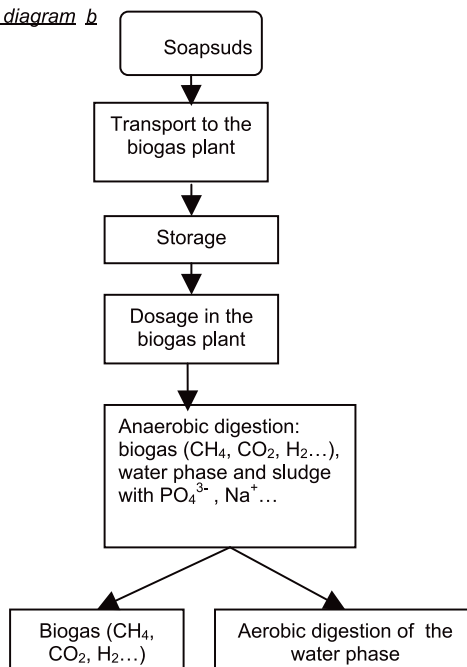 diagram b
Soapsuds
Transport to the
biogas plant
Storage
Dosage in the
biogas plant
Anaerobic digestion:
biogas (CH₄, CO₂, H₂…),
water phase and sludge
with PO₄³⁻ , Na⁺…
Biogas (CH₄,
CO₂, H₂…)
Aerobic digestion of the
water phase